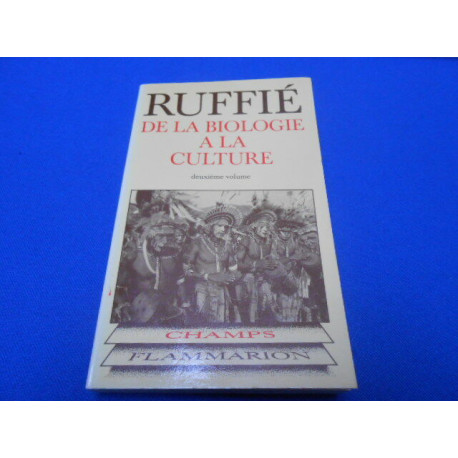 RUFFIÉ
DE LA BIOLOGIE
A LA
CULTURE
deuxième volume
CHAMPS
FLAMMARION